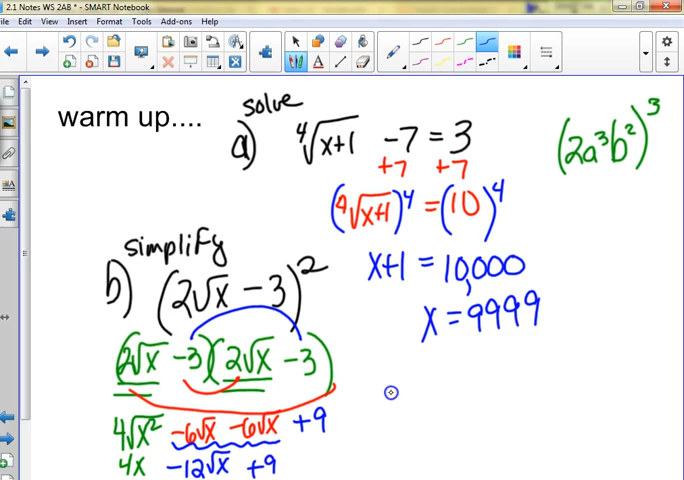 2.1 Notes WS 2AB * - SMART Notebook
File Edit View Insert Format Tools Add-ons Help
warm up....
solve
a) ∜(x+1) -7 = 3
+7 +7
(∜(x+1))⁴ = (10)⁴
x+1 = 10,000
x = 9999
(2a³b²)³
simplify
b) (2√x - 3)²
(2√x - 3)(2√x - 3)
4√x² -6√x -6√x +9
4x -12√x +9